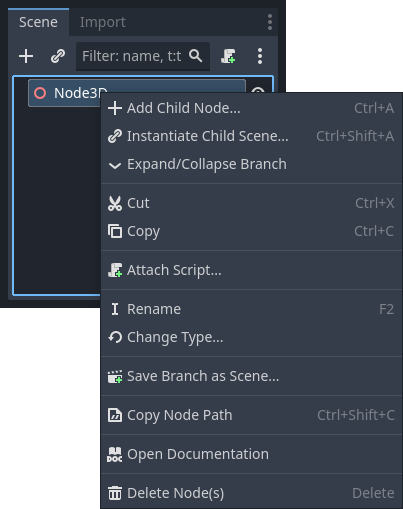 Scene Import
Filter: name, t:t
Node3D
Add Child Node... Ctrl+A
Instantiate Child Scene... Ctrl+Shift+A
Expand/Collapse Branch
Cut Ctrl+X
Copy Ctrl+C
Attach Script...
Rename F2
Change Type...
Save Branch as Scene...
Copy Node Path Ctrl+Shift+C
Open Documentation
Delete Node(s) Delete